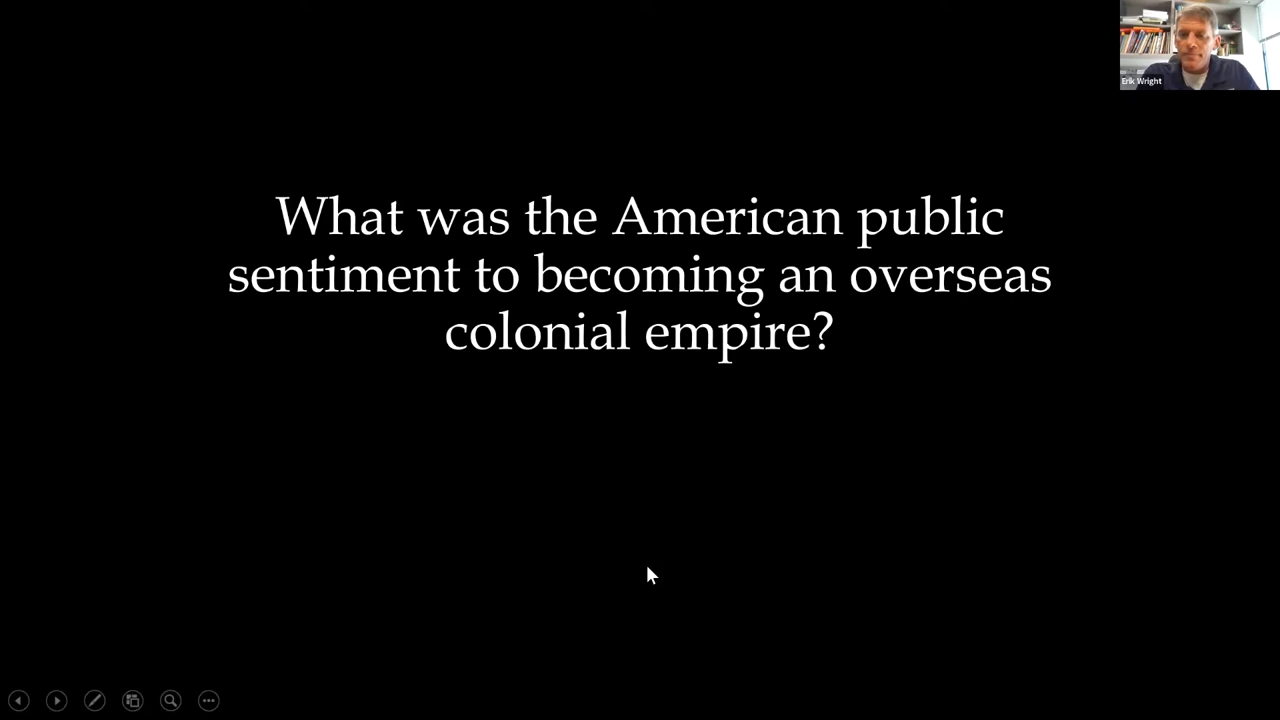 Erik Wright
What was the American public
sentiment to becoming an overseas
colonial empire?